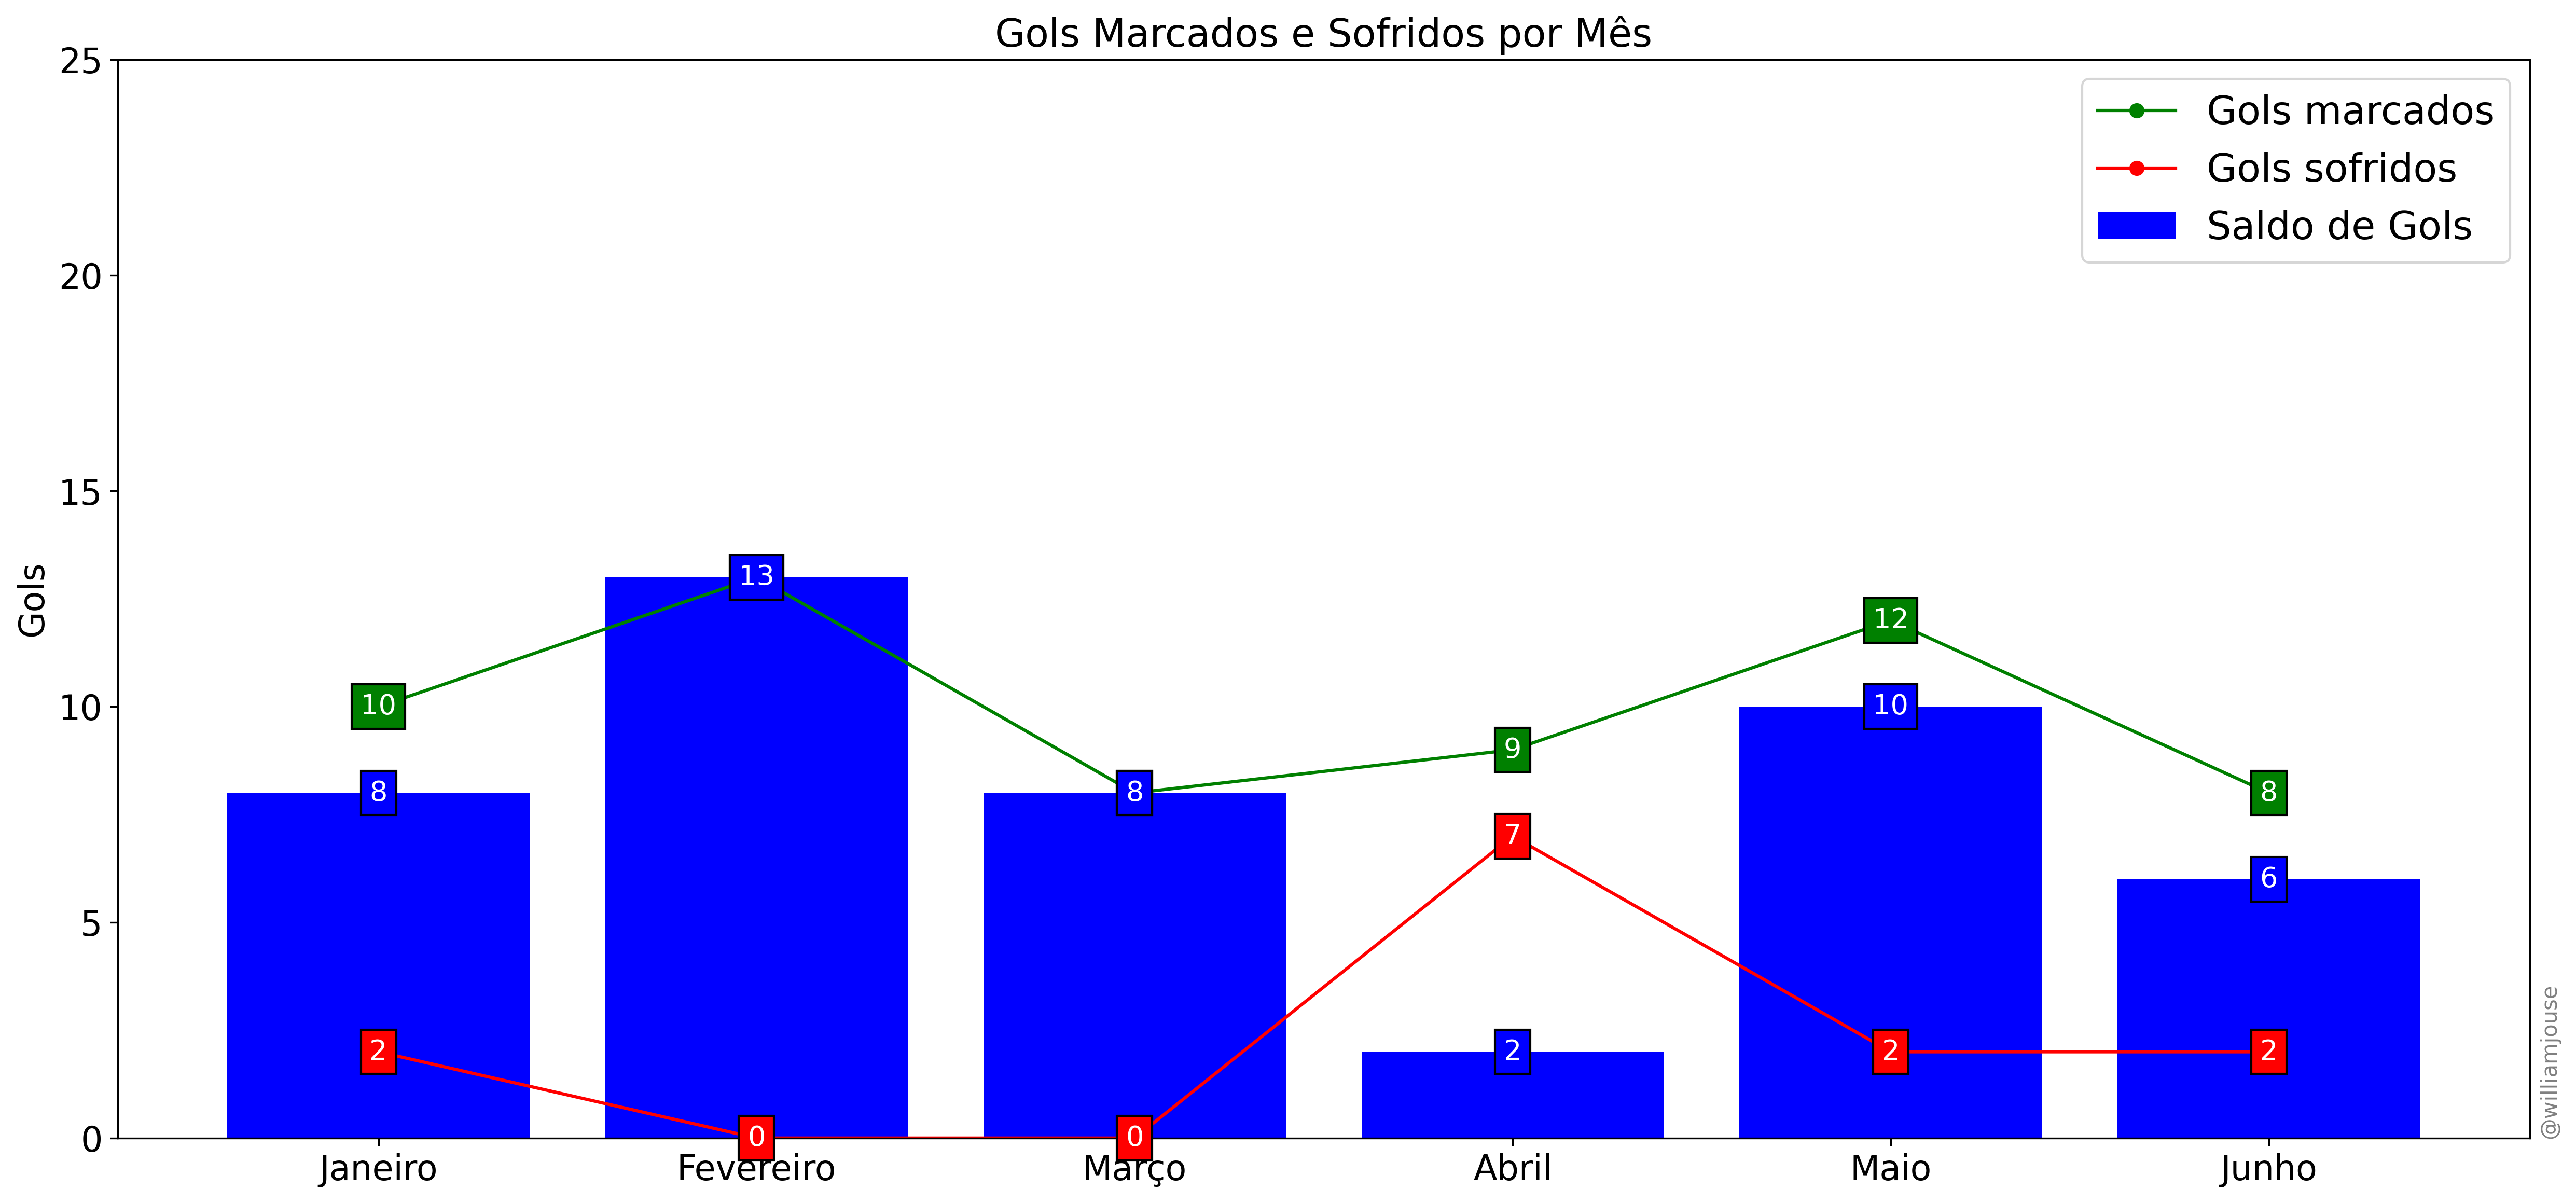 Gols Marcados e Sofridos por Mês
Gols marcados
Gols sofridos
Saldo de Gols
Gols
25
20
15
10
5
0
13
12
10
10
9
8
8
8
7
6
2
2
2
2
0
0
Janeiro
Fevereiro
Março
Abril
Maio
Junho
@williamjouse